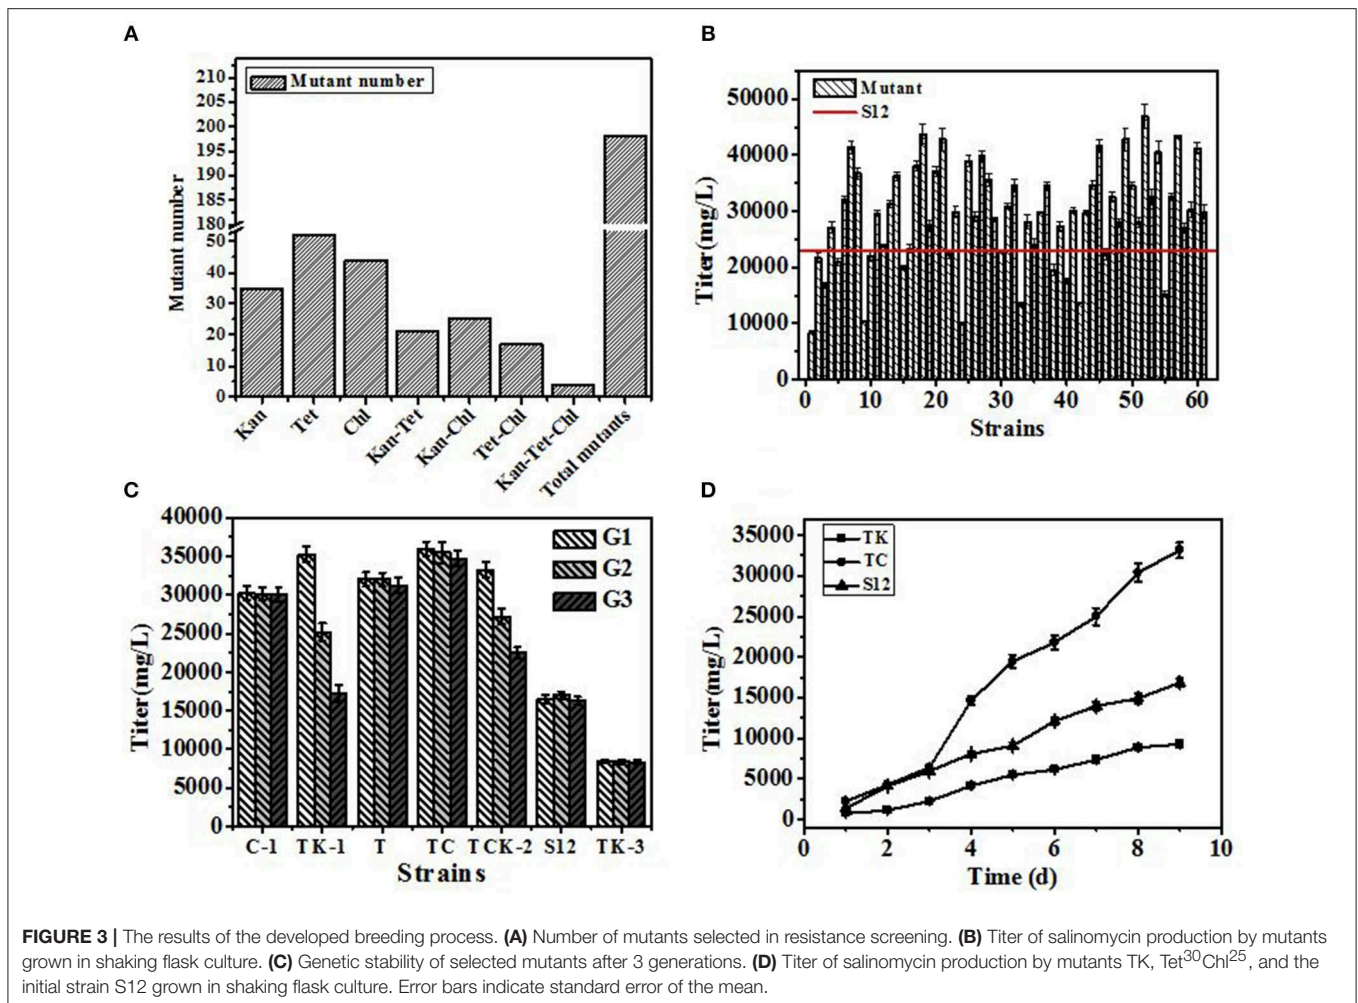 A
Mutant number
Mutant number
210
205
200
195
190
185
180
50
40
30
20
10
0
Kan
Tet
Chl
Kan-Tet
Kan-Chl
Tet-Chl
Kan-Tet-Chl
Total mutants
B
Mutant
S12
Titer(mg/L)
50000
40000
30000
20000
10000
0
0 10 20 30 40 50 60
Strains
C
G1
G2
G3
Titer(mg/L)
40000
35000
30000
25000
20000
15000
10000
5000
0
C-1 TK-1 T TC TCK-2 S12 TK-3
Strains
D
TK
TC
S12
Titer(mg/L)
35000
30000
25000
20000
15000
10000
5000
0
0 2 4 6 8 10
Time (d)
FIGURE 3 | The results of the developed breeding process. (A) Number of mutants selected in resistance screening. (B) Titer of salinomycin production by mutants
grown in shaking flask culture. (C) Genetic stability of selected mutants after 3 generations. (D) Titer of salinomycin production by mutants TK, Tet³⁰Chl²⁵, and the
initial strain S12 grown in shaking flask culture. Error bars indicate standard error of the mean.